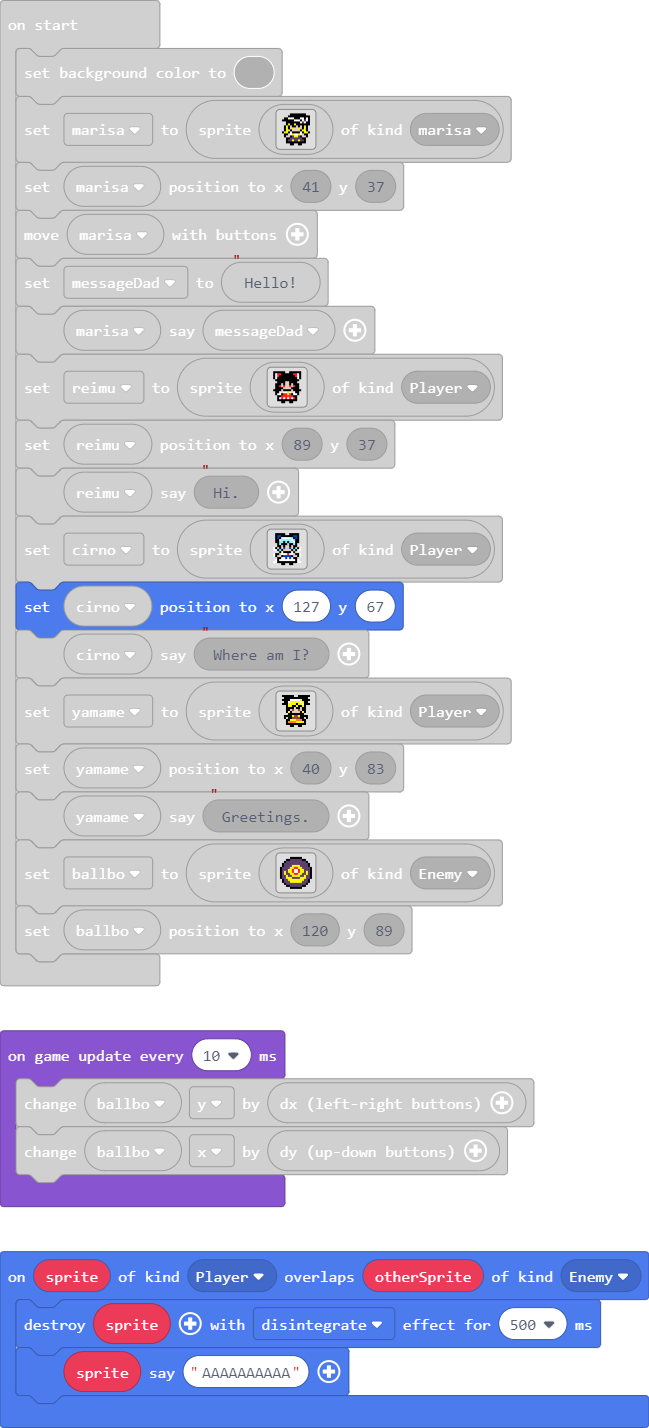 on start
set background color to
set marisa to sprite of kind marisa
set marisa position to x 41 y 37
move marisa with buttons
set messageDad to "Hello!
marisa say messageDad
set reimu to sprite of kind Player
set reimu position to x 89 y 37
reimu say "Hi.
set cirno to sprite of kind Player
set cirno position to x 127 y 67
cirno say "Where am I?
set yamame to sprite of kind Player
set yamame position to x 40 y 83
yamame say "Greetings.
set ballbo to sprite of kind Enemy
set ballbo position to x 120 y 89
on game update every 10 ms
change ballbo y by dx (left-right buttons)
change ballbo x by dy (up-down buttons)
on sprite of kind Player overlaps otherSprite of kind Enemy
destroy sprite with disintegrate effect for 500 ms
sprite say "AAAAAAAAAA"